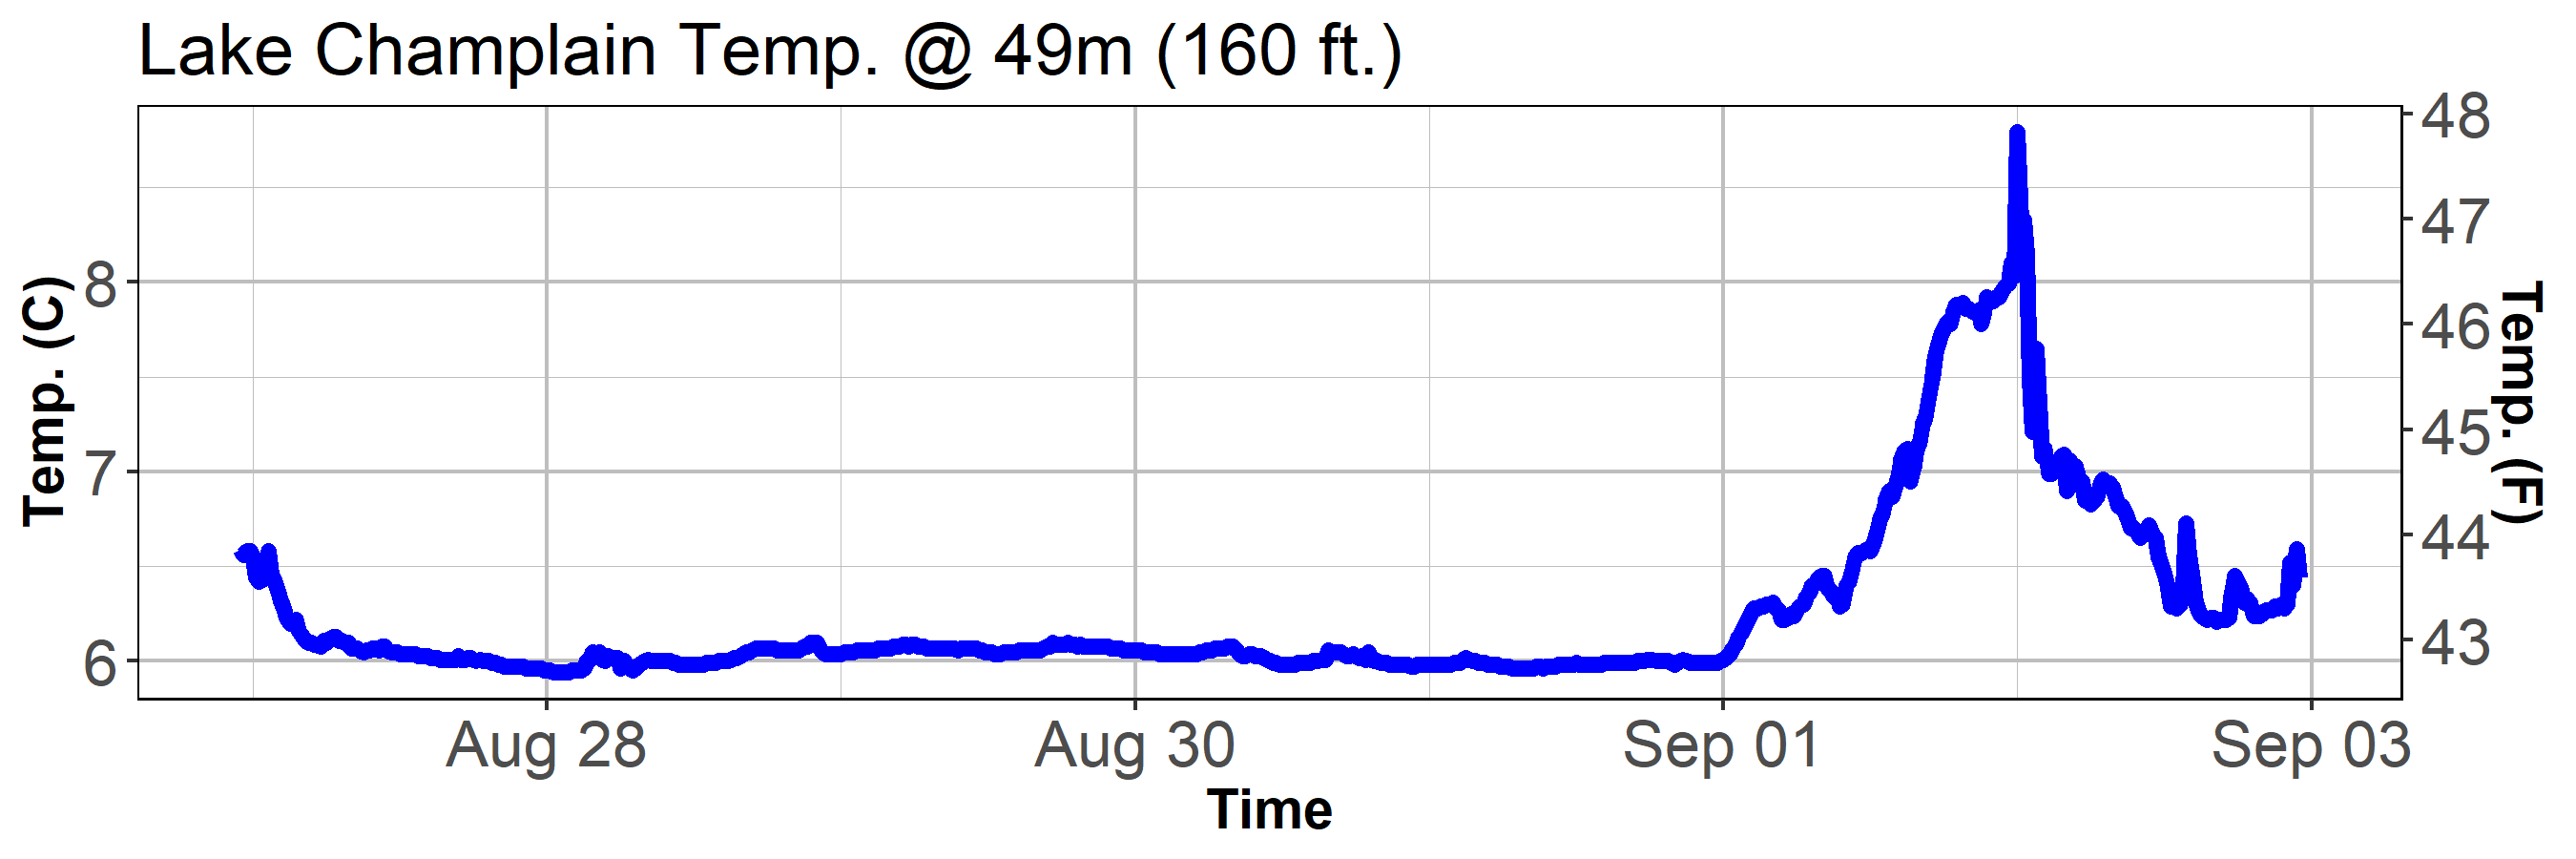 Lake Champlain Temp. @ 49m (160 ft.)
Temp. (C)
8
7
6
48
47
46
45
44
43
Temp. (F)
Aug 28 Aug 30 Sep 01 Sep 03
Time